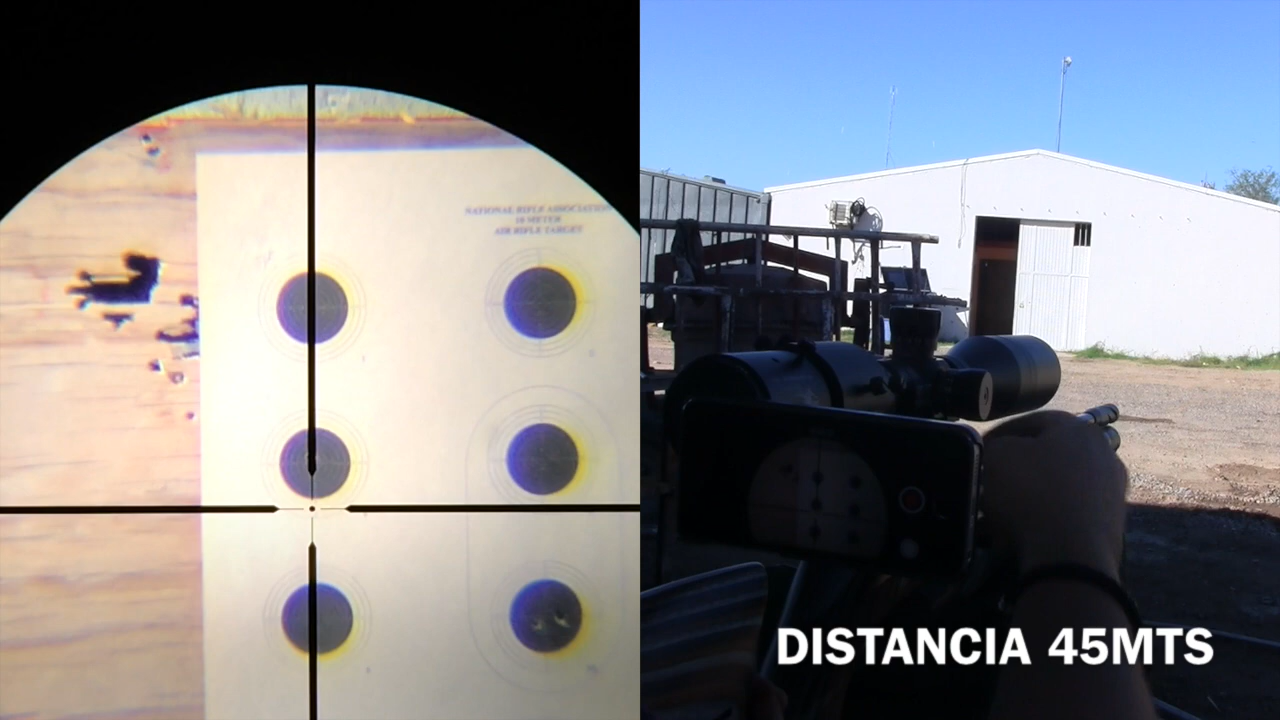 NATIONAL RIFLE ASSOCIATION
10 METER
AIR RIFLE TARGET
DISTANCIA 45MTS